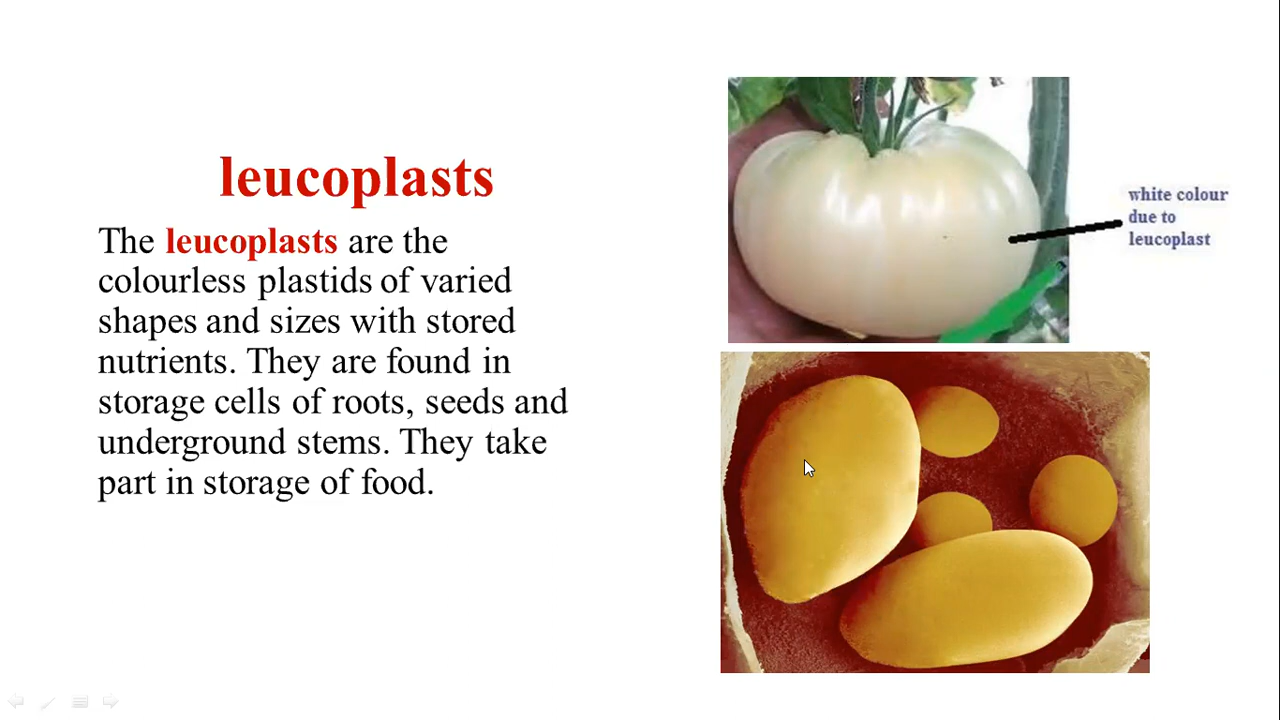 leucoplasts
The leucoplasts are the
colourless plastids of varied
shapes and sizes with stored
nutrients. They are found in
storage cells of roots, seeds and
underground stems. They take
part in storage of food.
white colour
due to
leucoplast